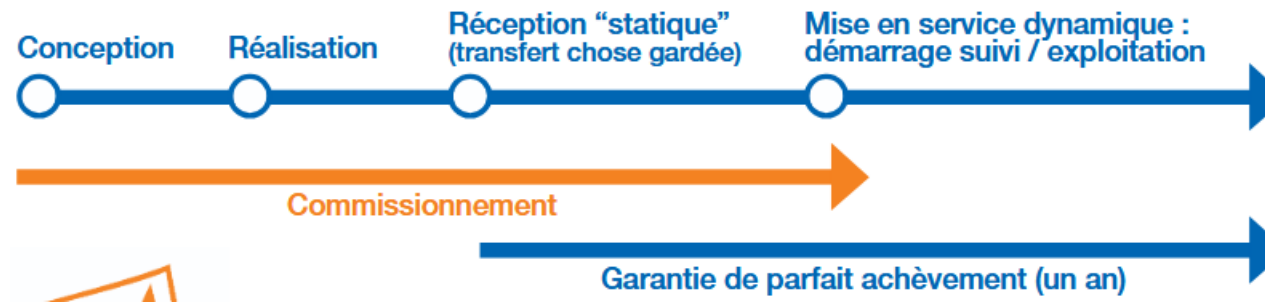 Conception
Réalisation
Réception “statique”
(transfert chose gardée)
Mise en service dynamique :
démarrage suivi / exploitation
Commissionnement
Garantie de parfait achèvement (un an)